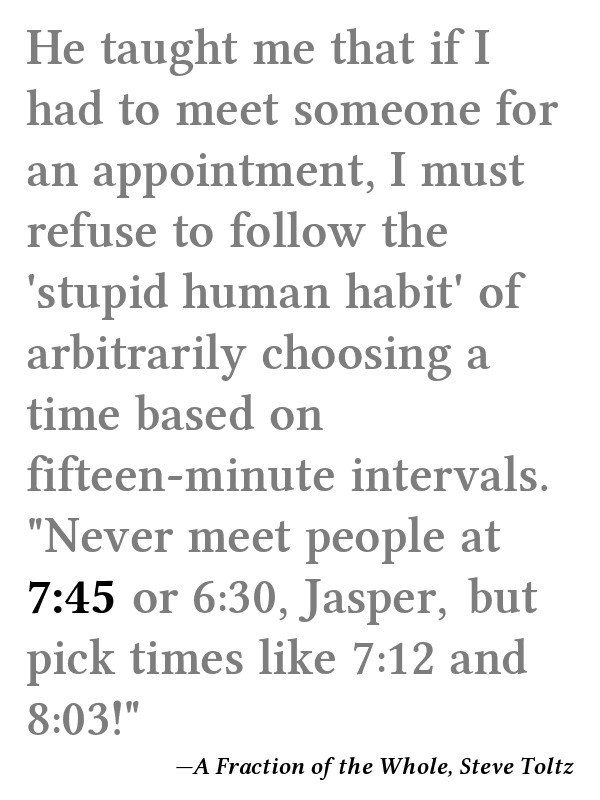 He taught me that if I
had to meet someone for
an appointment, I must
refuse to follow the
'stupid human habit' of
arbitrarily choosing a
time based on
fifteen-minute intervals.
"Never meet people at
7:45 or 6:30, Jasper, but
pick times like 7:12 and
8:03!"
—A Fraction of the Whole, Steve Toltz